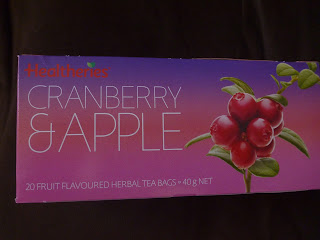 Healtheries
CRANBERRY
& APPLE
20 FRUIT FLAVOURED HERBAL TEA BAGS • 40 g NET